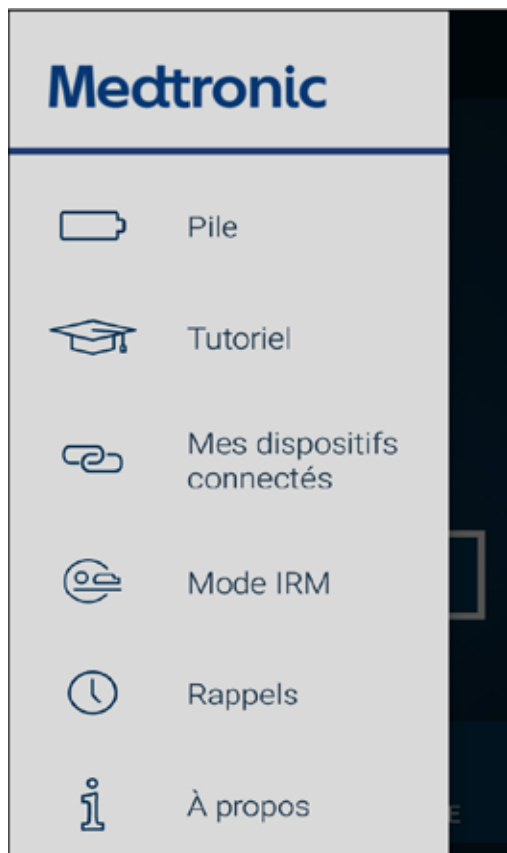 Medtronic
Pile
Tutoriel
Mes dispositifs
connectés
Mode IRM
Rappels
À propos
E